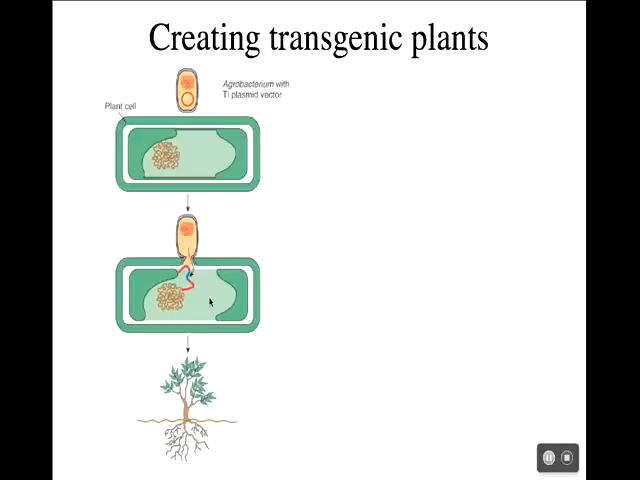 Creating transgenic plants
Agrobacterium with
Ti plasmid vector
Plant cell